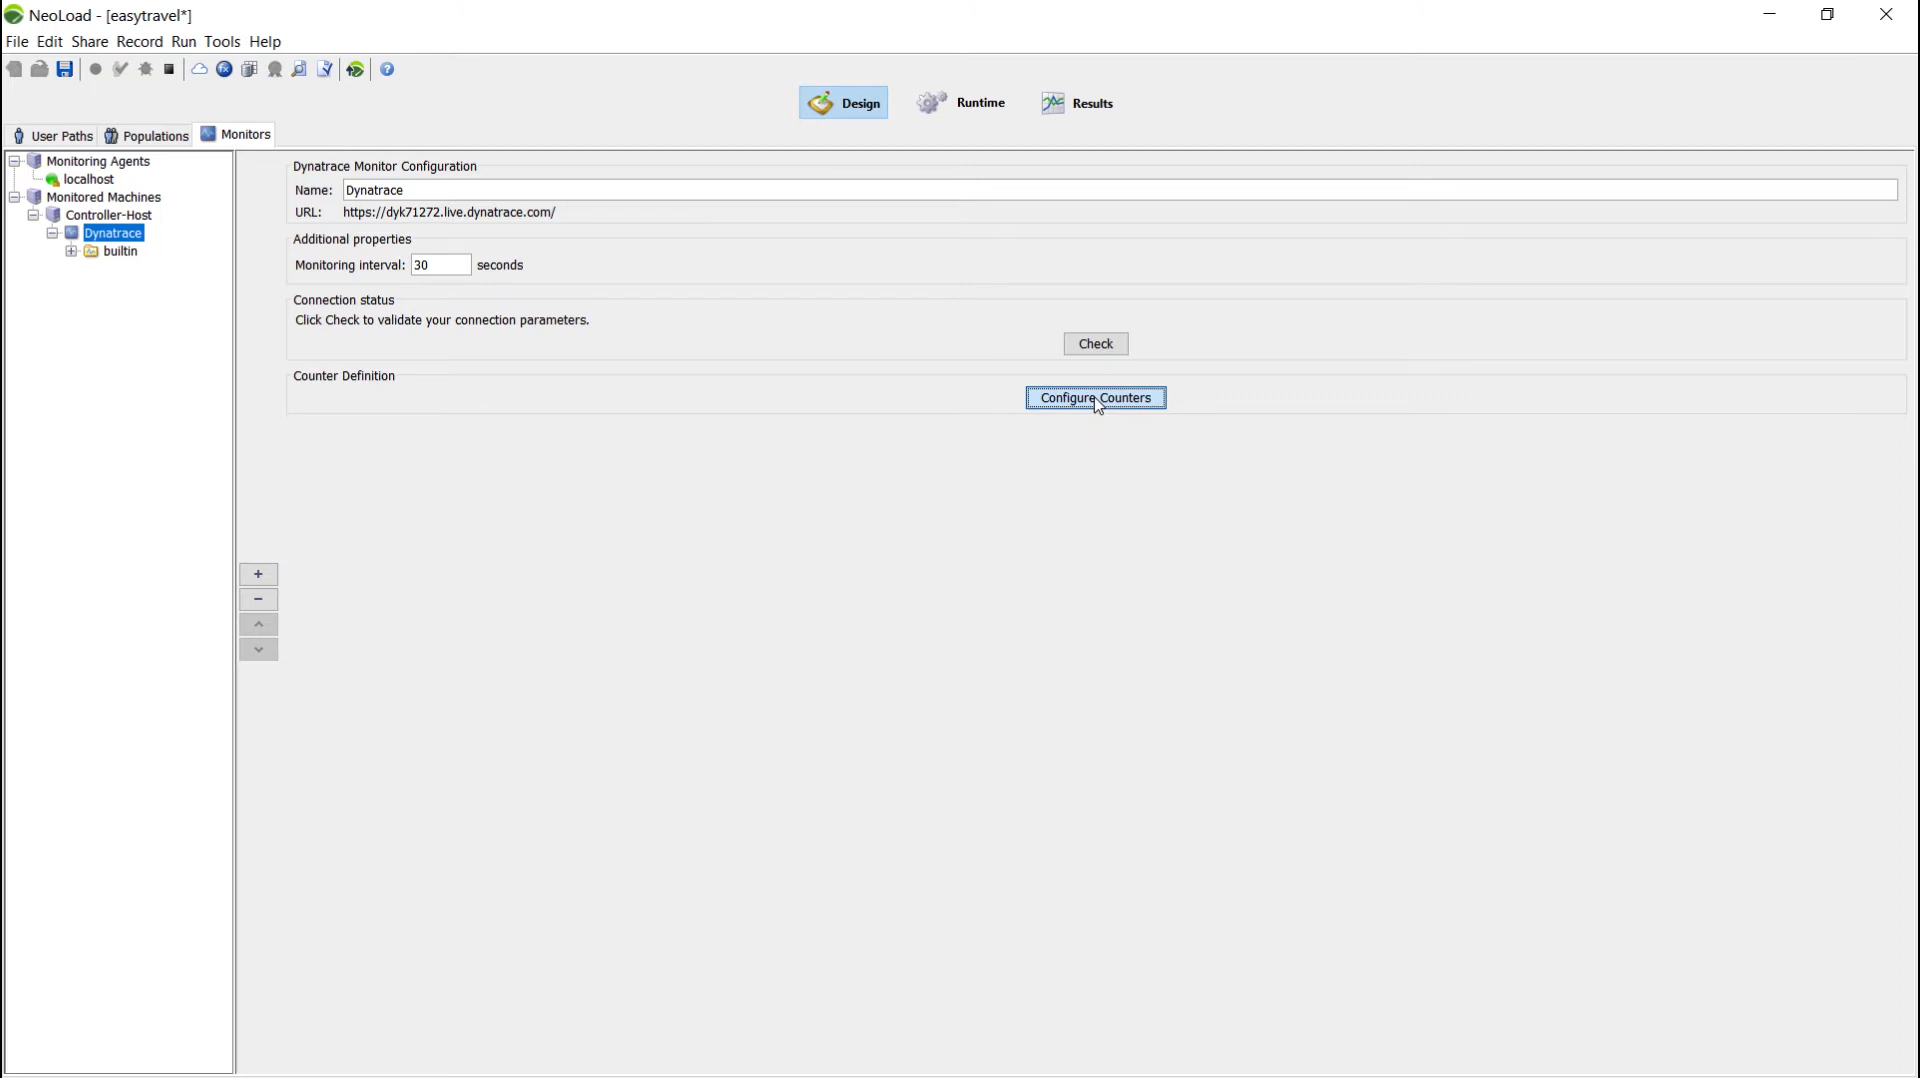 NeoLoad - [easytravel*]
File Edit Share Record Run Tools Help
Design Runtime Results
User Paths Populations Monitors
Monitoring Agents
localhost
Monitored Machines
Controller-Host
Dynatrace
builtin
Dynatrace Monitor Configuration
Name: Dynatrace
URL: https://dyk71272.live.dynatrace.com/
Additional properties
Monitoring interval: 30 seconds
Connection status
Click Check to validate your connection parameters.
Check
Counter Definition
Configure Counters